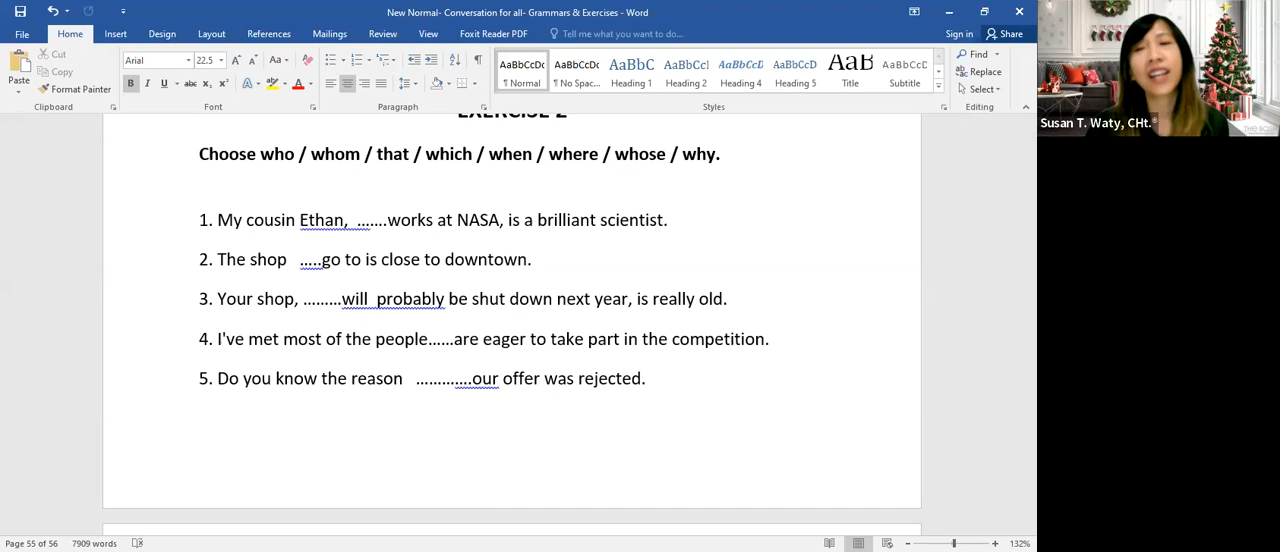 New Normal- Conversation for all- Grammars & Exercises - Word
File Home Insert Design Layout References Mailings Review View Foxit Reader PDF Tell me what you want to do... Sign in Share
Paste
Cut
Copy
Format Painter
Clipboard
Arial 22.5
Font
Paragraph
AaBbCcDc AaBbCcDc AaBbC AaBbCcI AaBbCcD AaBbCcD AaB AaBbCcD
¶ Normal ¶ No Spac... Heading 1 Heading 2 Heading 4 Heading 5 Title Subtitle
Styles
Find
Replace
Select
Editing
Susan T. Waty, CHt.®
EXERCISE 2
Choose who / whom / that / which / when / where / whose / why.
1. My cousin Ethan, .......works at NASA, is a brilliant scientist.
2. The shop .....go to is close to downtown.
3. Your shop, .........will probably be shut down next year, is really old.
4. I've met most of the people......are eager to take part in the competition.
5. Do you know the reason .............our offer was rejected.
Page 55 of 56 7909 words 132%